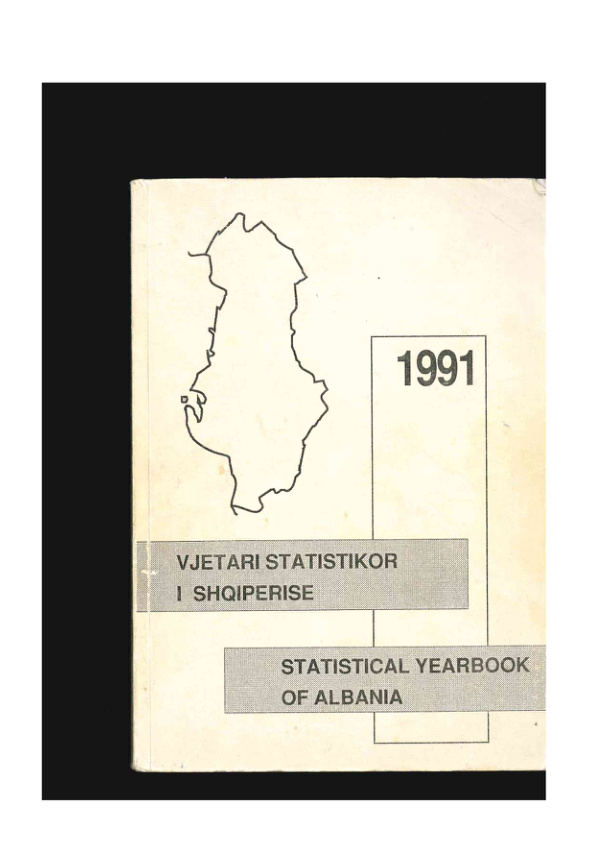 1991
VJETARI STATISTIKOR
I SHQIPERISE
STATISTICAL YEARBOOK
OF ALBANIA